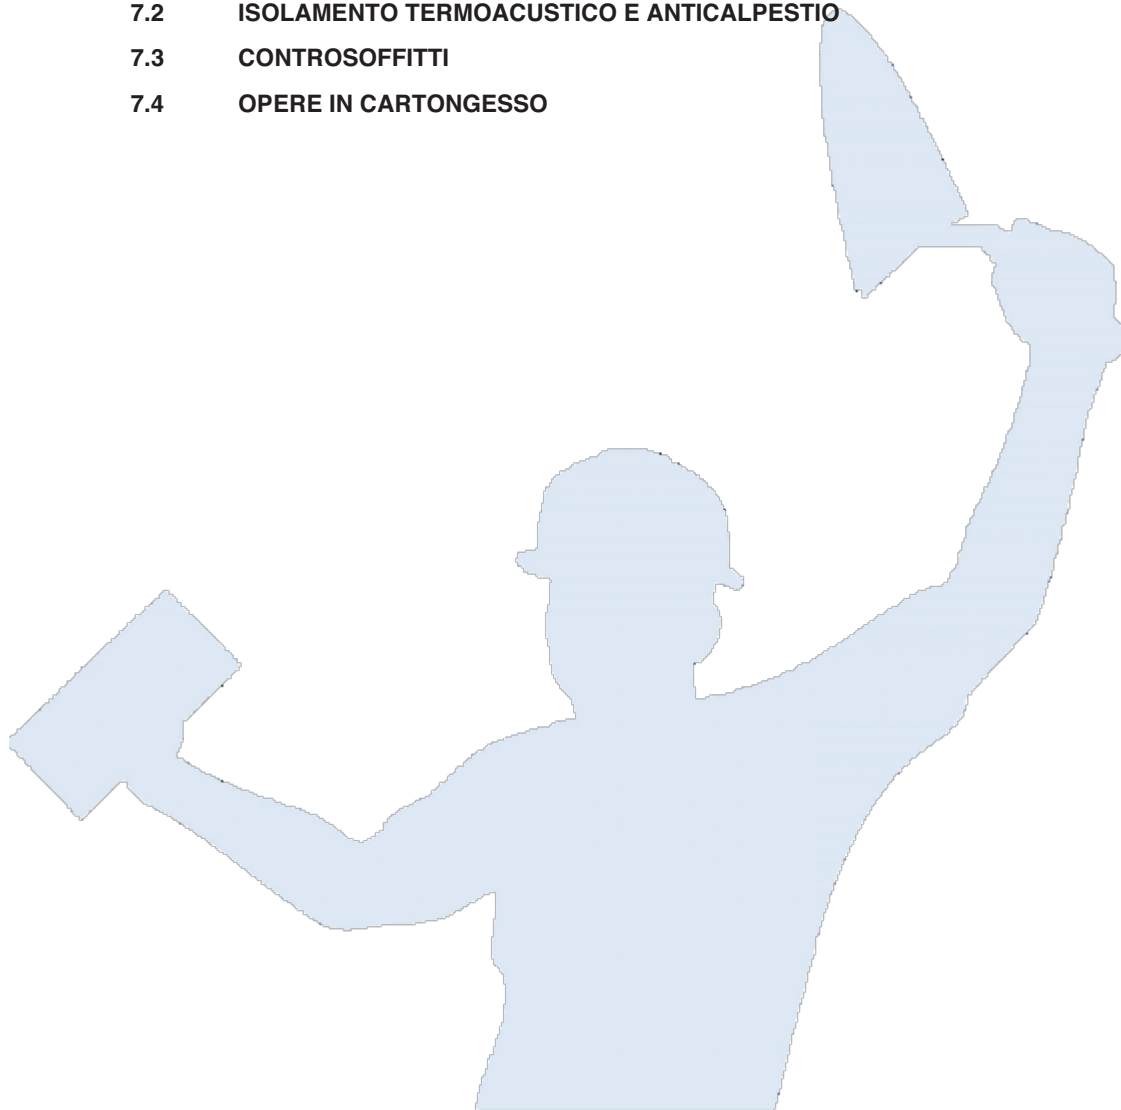 7.2 ISOLAMENTO TERMOACUSTICO E ANTICALPESTIO
7.3 CONTROSOFFITTI
7.4 OPERE IN CARTONGESSO